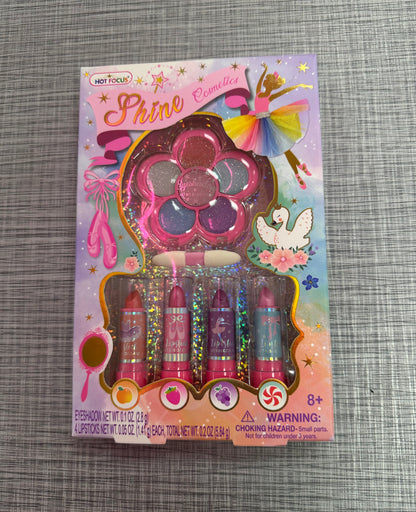 HOT FOCUS
Shine
Cosmetics
8+
EYESHADOW NET WT. 0.1 OZ. (2.8 g)
4 LIPSTICKS NET WT. 0.05 OZ. (1.41 g) EACH, TOTAL NET WT. 0.2 OZ (5.64 g)
WARNING:
CHOKING HAZARD- Small parts.
Not for children under 3 years.